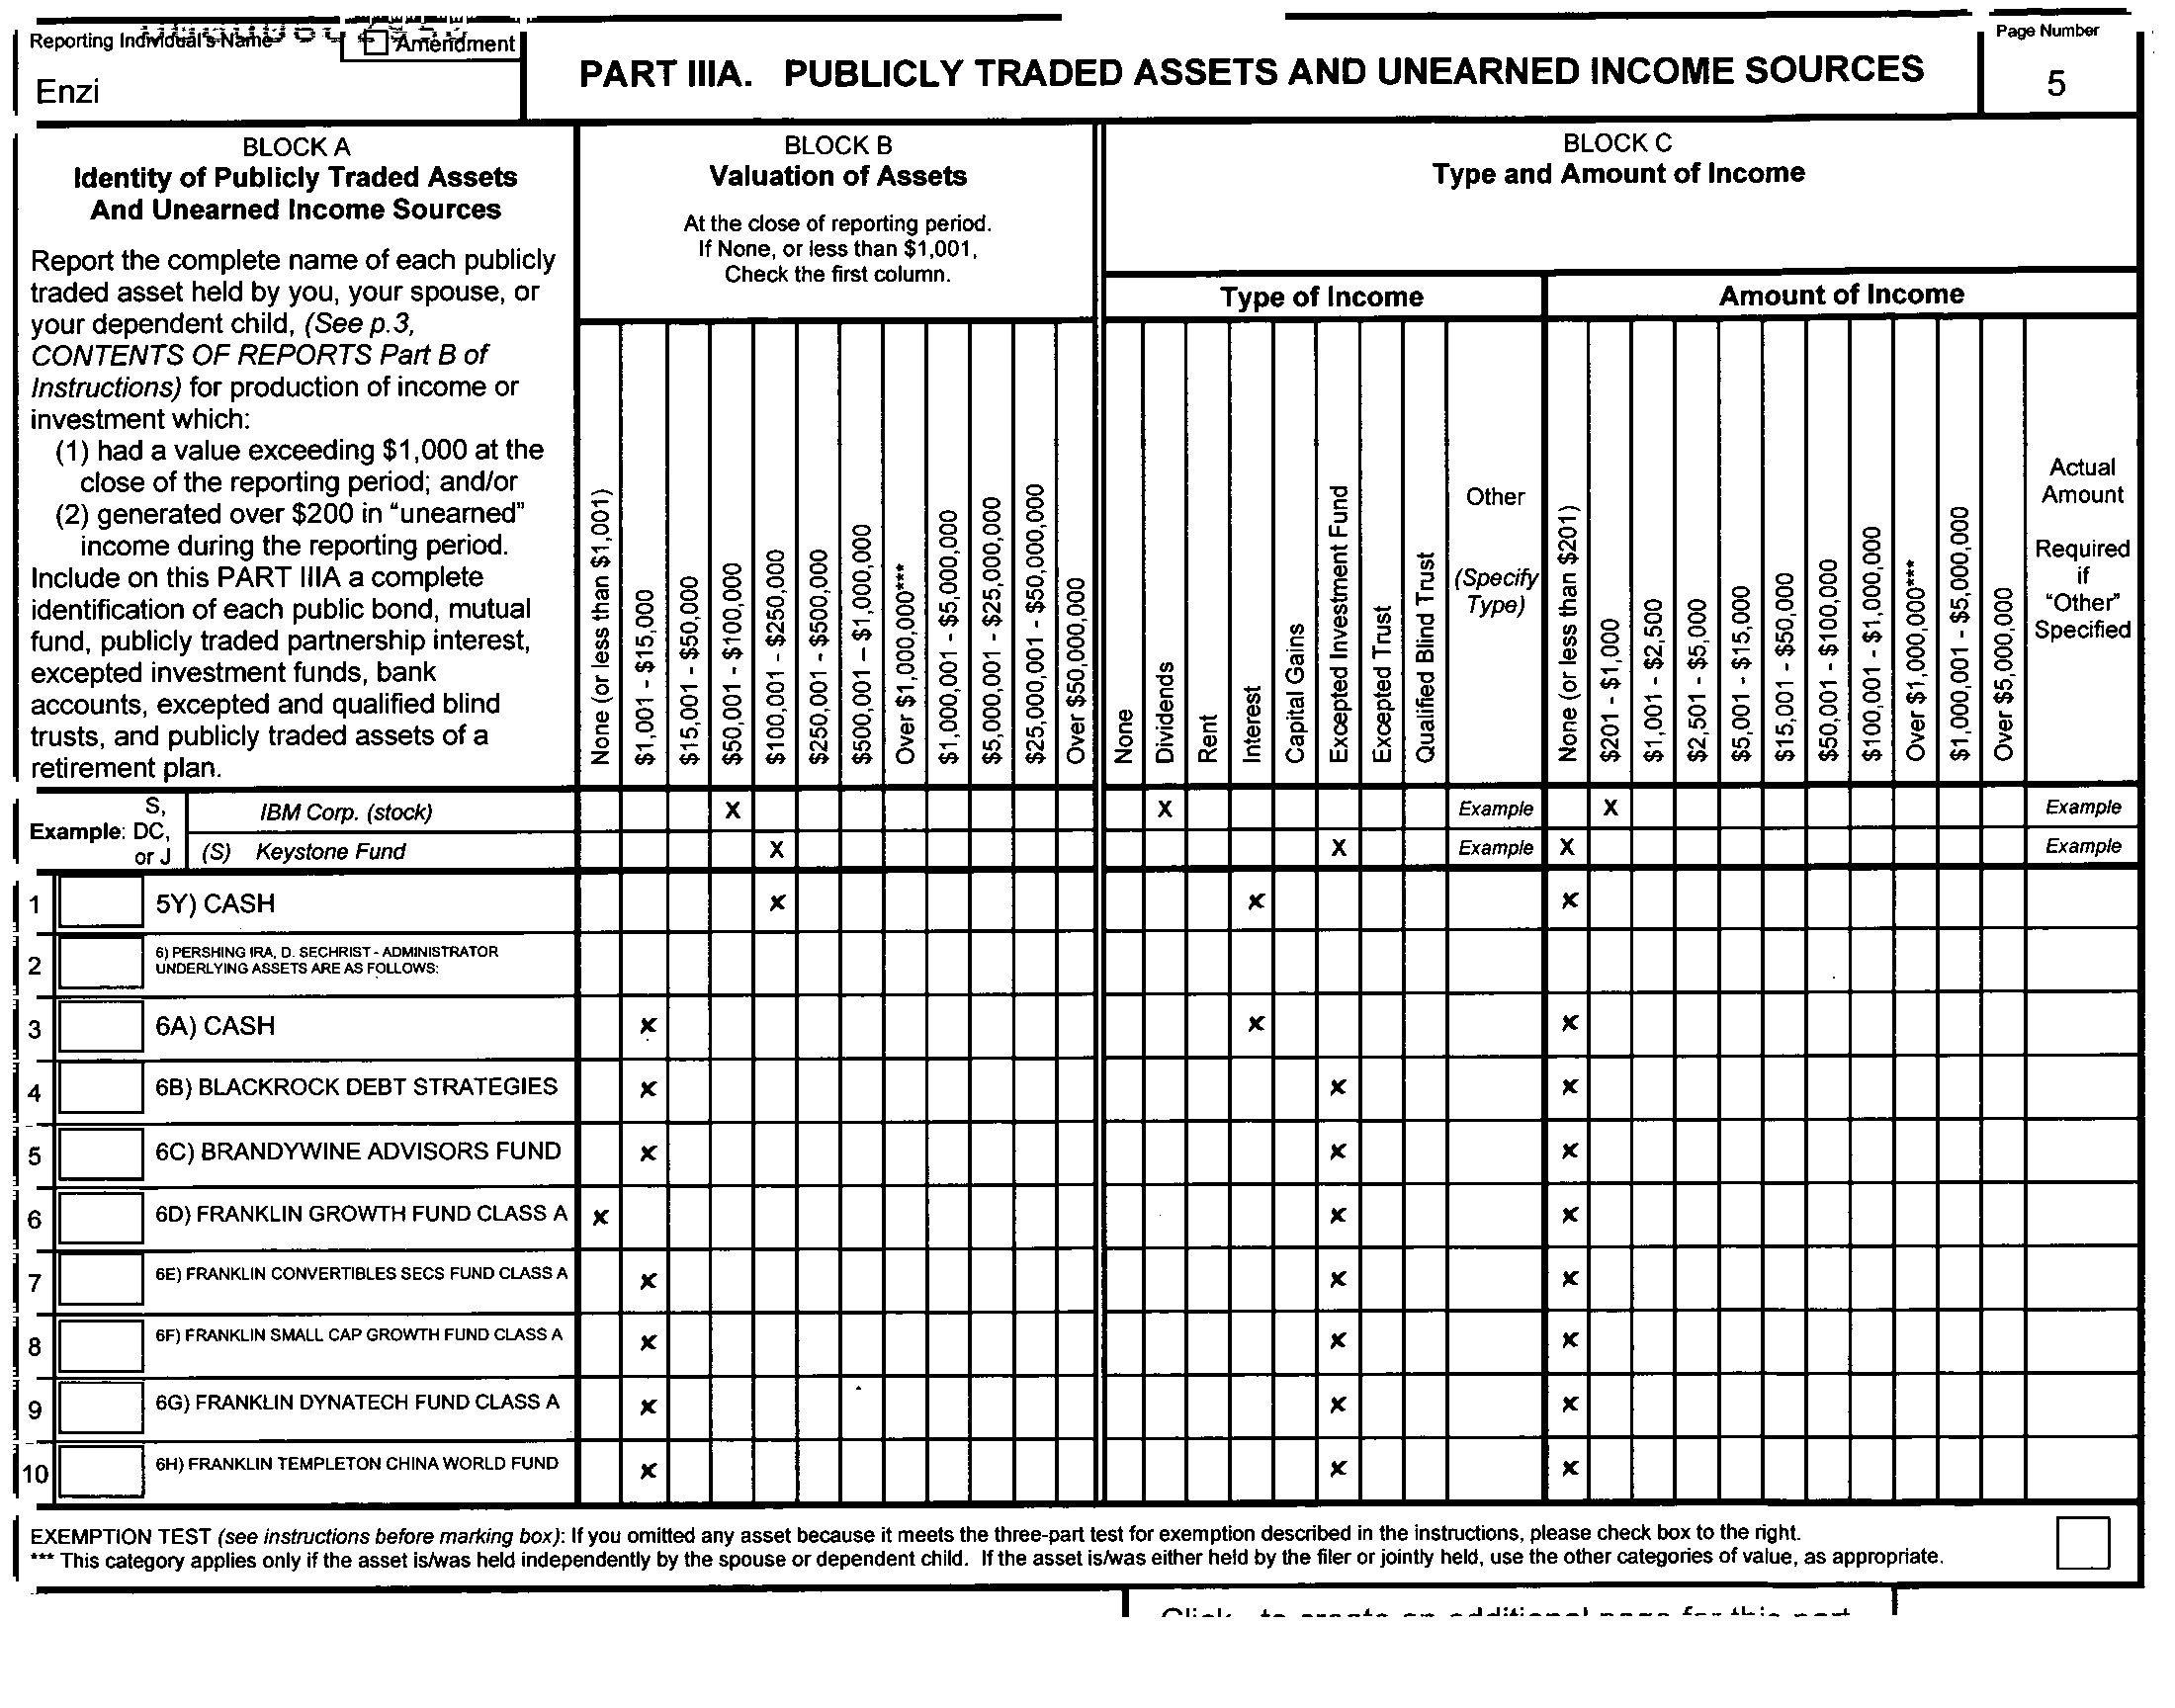 Reporting Individual's Name
Amendment
Enzi
PART IIIA. PUBLICLY TRADED ASSETS AND UNEARNED INCOME SOURCES
Page Number
5
BLOCK A
Identity of Publicly Traded Assets
And Unearned Income Sources
Report the complete name of each publicly
traded asset held by you, your spouse, or
your dependent child, (See p.3,
CONTENTS OF REPORTS Part B of
Instructions) for production of income or
investment which:
(1) had a value exceeding $1,000 at the
close of the reporting period; and/or
(2) generated over $200 in "unearned"
income during the reporting period.
Include on this PART IIIA a complete
identification of each public bond, mutual
fund, publicly traded partnership interest,
excepted investment funds, bank
accounts, excepted and qualified blind
trusts, and publicly traded assets of a
retirement plan.
BLOCK B
Valuation of Assets
At the close of reporting period.
If None, or less than $1,001,
Check the first column.
None (or less than $1,001)
$1,001 - $15,000
$15,001 - $50,000
$50,001 - $100,000
$100,001 - $250,000
$250,001 - $500,000
$500,001 – $1,000,000
Over $1,000,000***
$1,000,001 - $5,000,000
$5,000,001 - $25,000,000
$25,000,001 - $50,000,000
Over $50,000,000
BLOCK C
Type and Amount of Income
Type of Income
None
Dividends
Rent
Interest
Capital Gains
Excepted Investment Fund
Excepted Trust
Qualified Blind Trust
Other
(Specify
Type)
Amount of Income
None (or less than $201)
$201 - $1,000
$1,001 - $2,500
$2,501 - $5,000
$5,001 - $15,000
$15,001 - $50,000
$50,001 - $100,000
$100,001 - $1,000,000
Over $1,000,000***
$1,000,001 - $5,000,000
Over $5,000,000
Actual
Amount
Required
if
"Other"
Specified
Example: S, DC, or J
IBM Corp. (stock) X X Example X Example
(S) Keystone Fund X X Example X Example
1 5Y) CASH x x x
2 6) PERSHING IRA, D. SECHRIST - ADMINISTRATOR
UNDERLYING ASSETS ARE AS FOLLOWS:
3 6A) CASH x x x
4 6B) BLACKROCK DEBT STRATEGIES x x x
5 6C) BRANDYWINE ADVISORS FUND x x x
6 6D) FRANKLIN GROWTH FUND CLASS A x x x
7 6E) FRANKLIN CONVERTIBLES SECS FUND CLASS A x x x
8 6F) FRANKLIN SMALL CAP GROWTH FUND CLASS A x x x
9 6G) FRANKLIN DYNATECH FUND CLASS A x x x
10 6H) FRANKLIN TEMPLETON CHINA WORLD FUND x x x
EXEMPTION TEST (see instructions before marking box): If you omitted any asset because it meets the three-part test for exemption described in the instructions, please check box to the right.
*** This category applies only if the asset is/was held independently by the spouse or dependent child. If the asset is/was either held by the filer or jointly held, use the other categories of value, as appropriate.